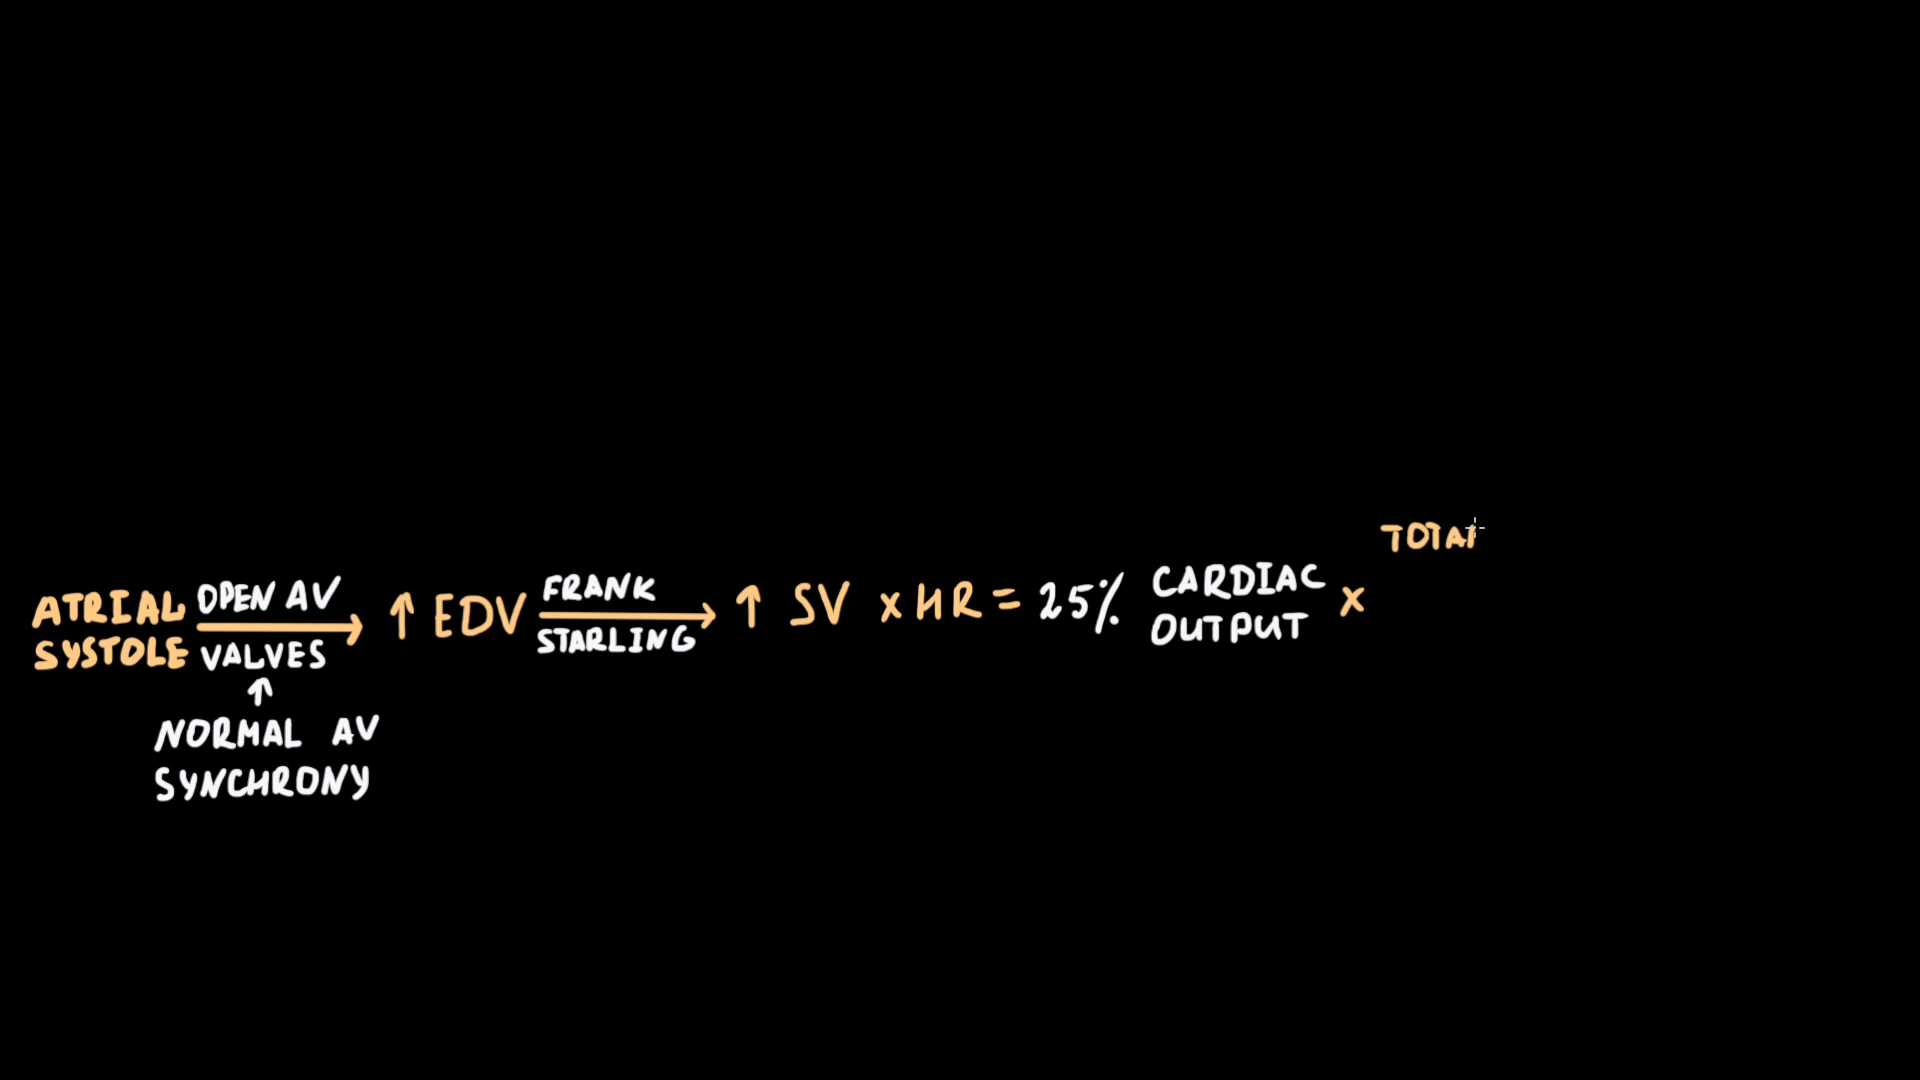 TOTAL
ATRIAL SYSTOLE
OPEN AV VALVES
↑ EDV
FRANK STARLING
↑ SV x HR = 25% CARDIAC OUTPUT x
↑
NORMAL AV
SYNCHRONY